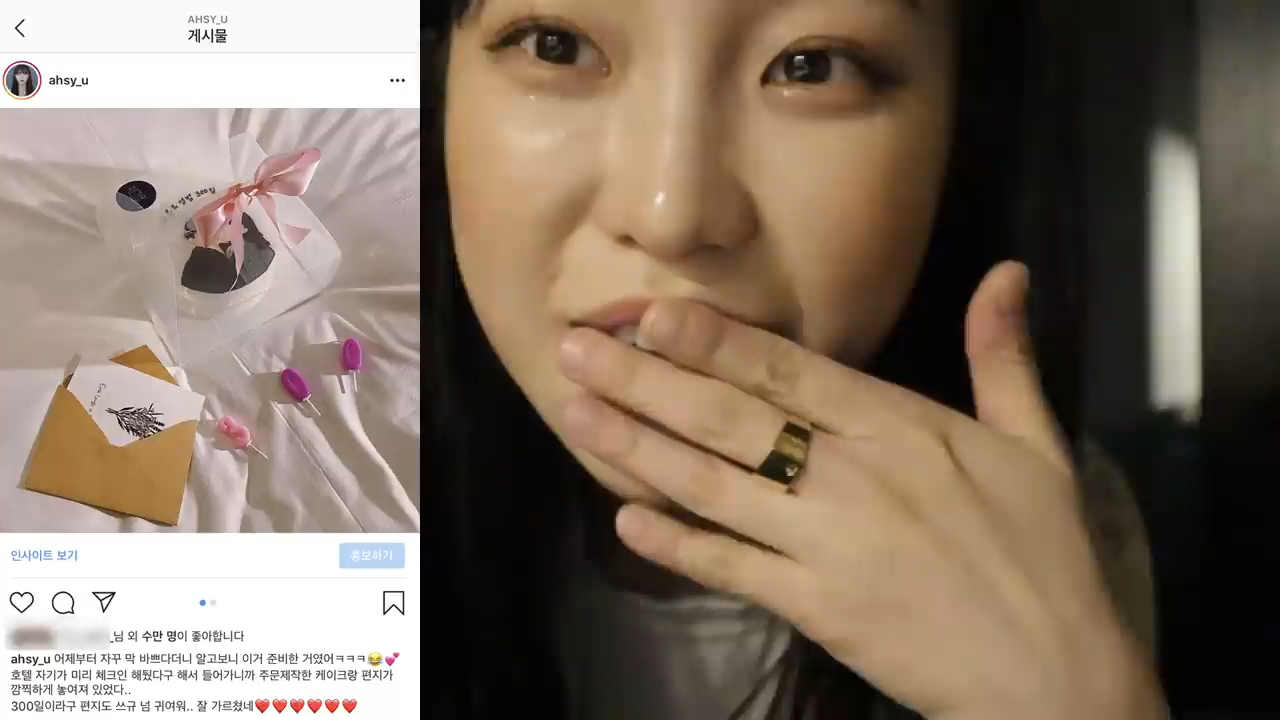 AHSY_U
게시물
ahsy_u
300일
인사이트 보기
홍보하기
님 외 수만 명이 좋아합니다
ahsy_u 어제부터 자꾸 막 바쁘다더니 알고보니 이거 준비한 거였어ㅋㅋㅋ😂💕
호텔 자기가 미리 체크인 해뒀다구 해서 들어가니까 주문제작한 케이크랑 편지가
깜찍하게 놓여져 있었다..
300일이라구 편지도 쓰규 넘 귀여워.. 잘 가르쳤네❤️❤️❤️❤️❤️❤️